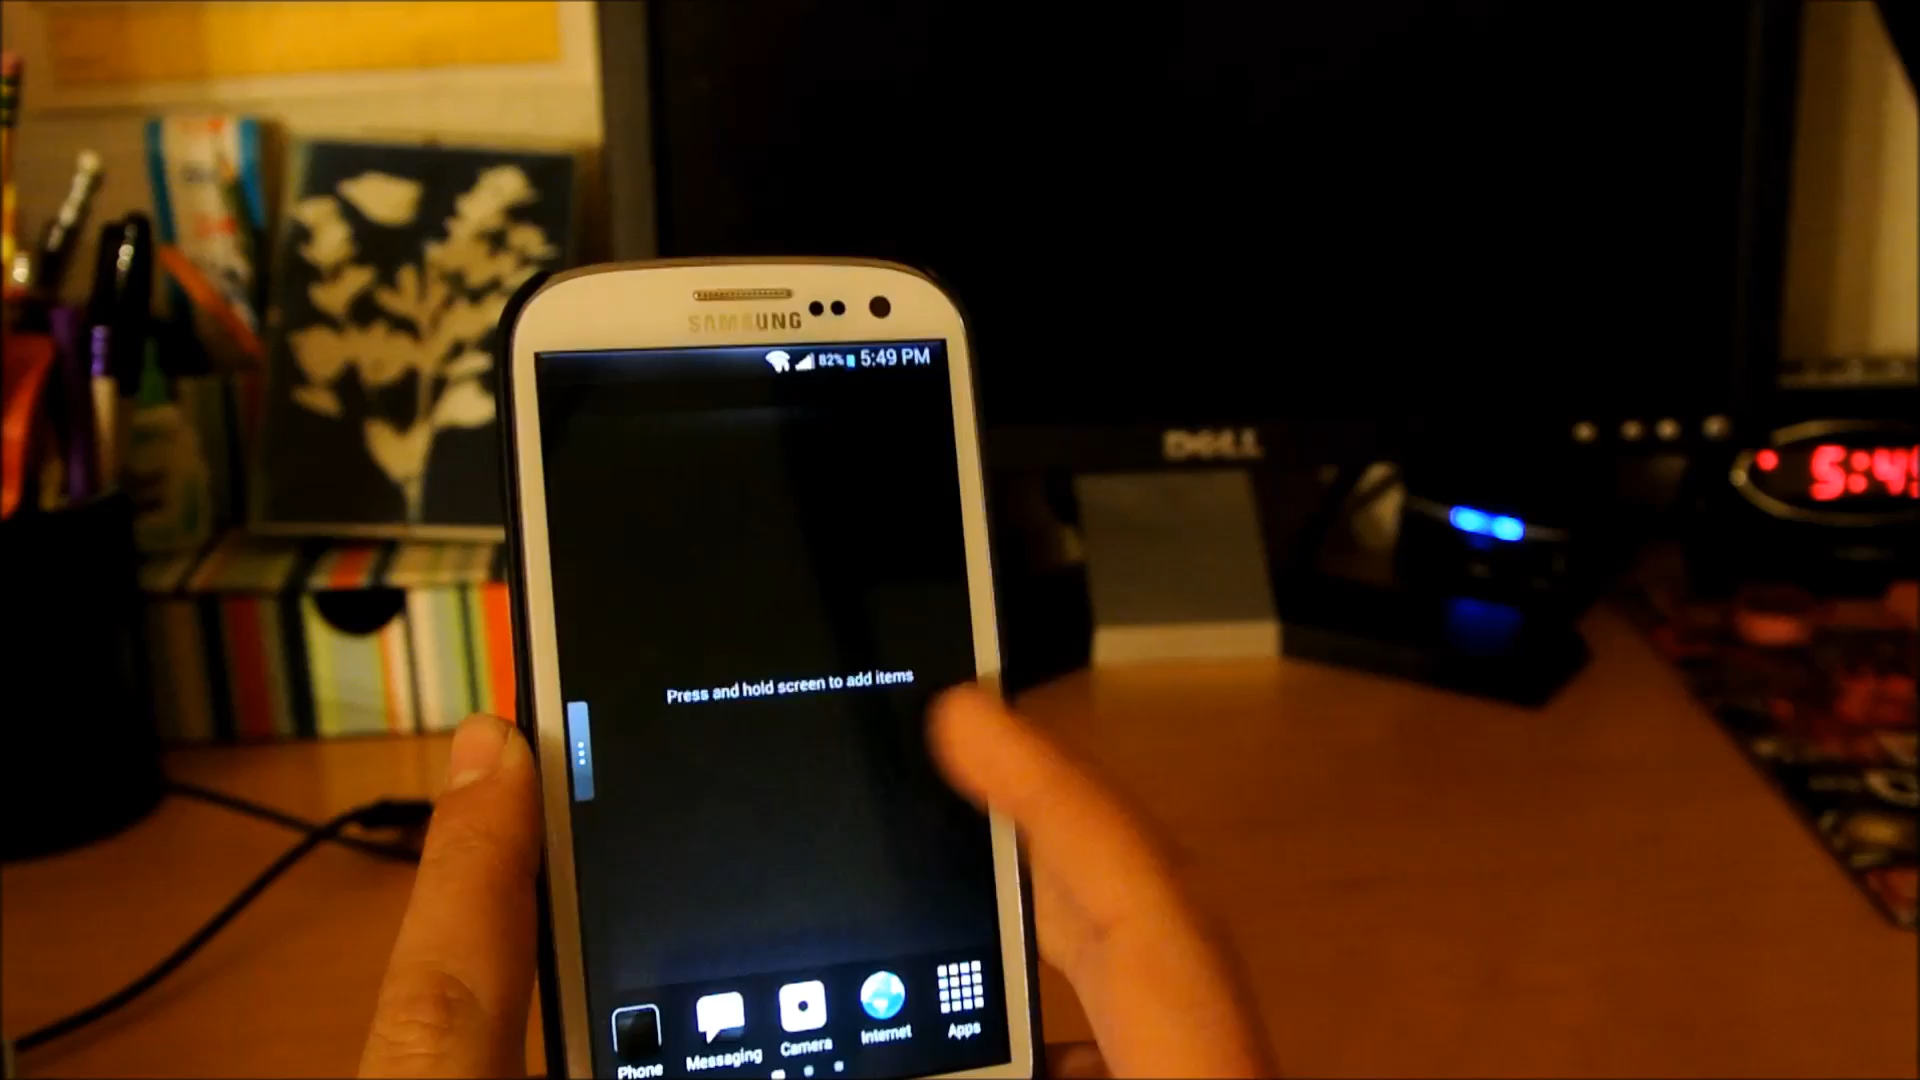 SAMSUNG
82% 5:49 PM
DELL
Press and hold screen to add items
Phone
Messaging
Camera
Internet
Apps